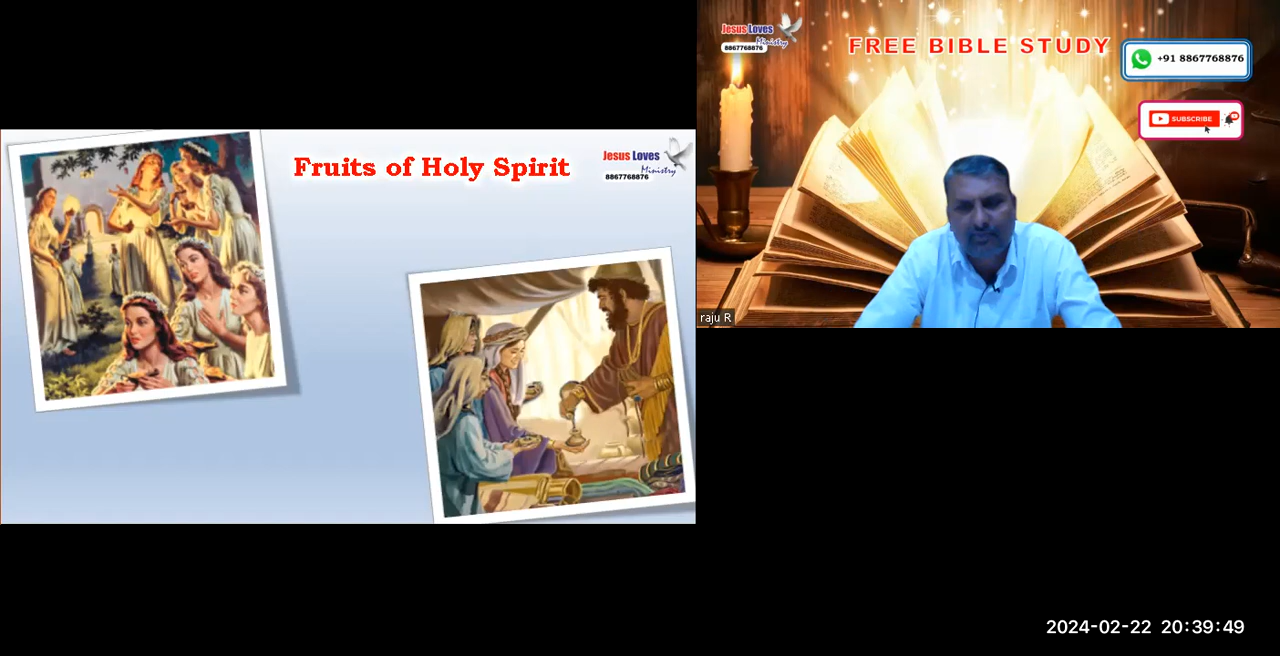 Fruits of Holy Spirit
Jesus Loves
Ministry
8867768876
Jesus Loves
Ministry
8867768876
FREE BIBLE STUDY
+91 8867768876
SUBSCRIBE
raju R
2024-02-22 20:39:49